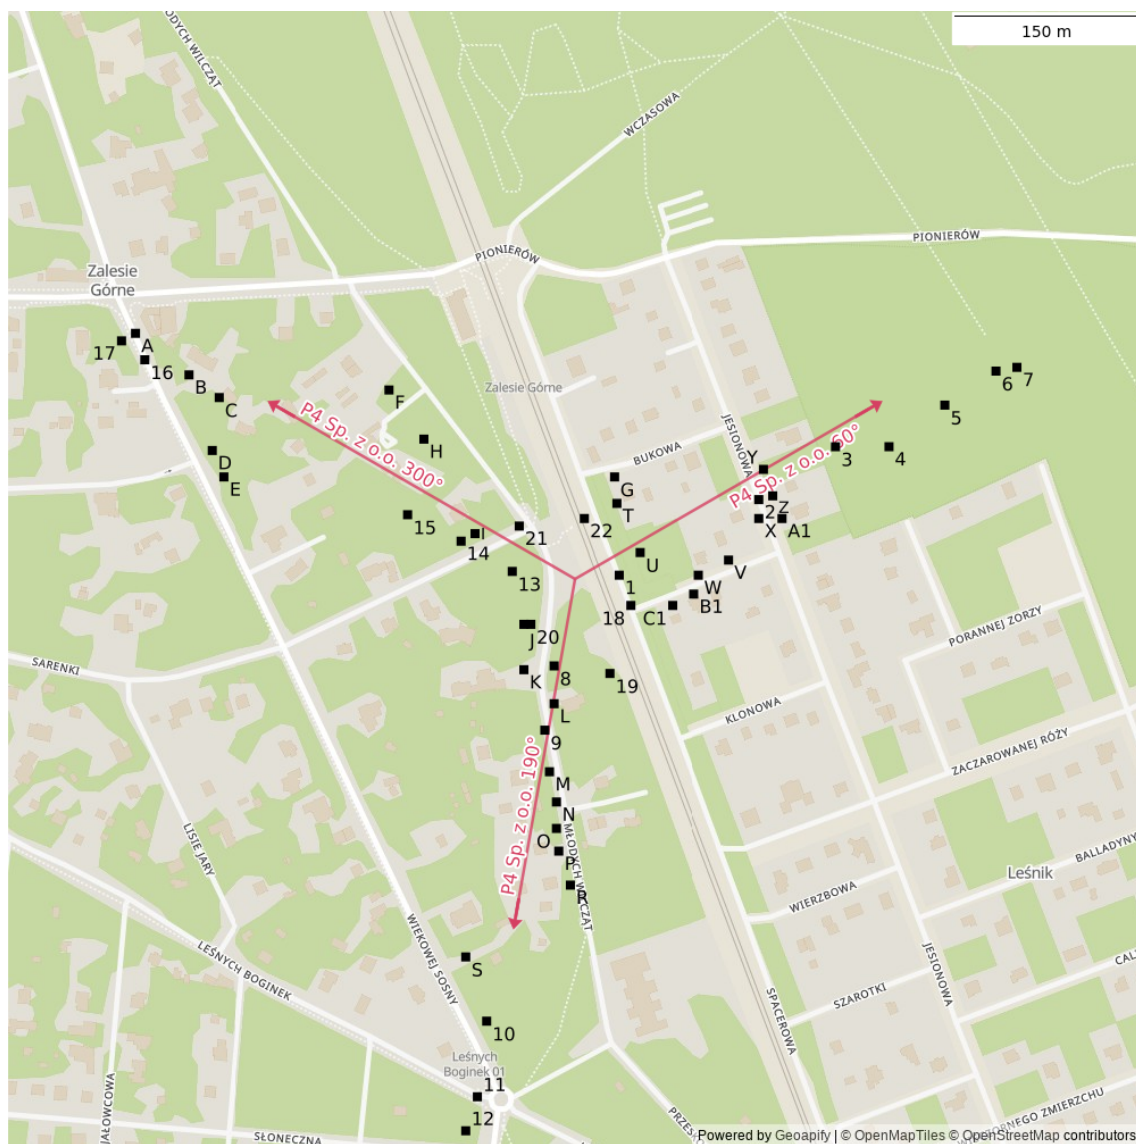 150 m
ŁODYCH WILCZĄT
WCZASOWA
PIONIERÓW
PIONIERÓW
Zalesie
Górne
17
A
16
B
C
D
E
F
H
P4 Sp. z o.o. 300°
Zalesie Górne
6
7
5
JESIONOWA
BUKOWA
Y
3
4
P4 Sp. z o.o. 60°
G
T
2
Z
X
A1
15
I
14
21
22
13
U
V
W
1
B1
18
C1
J
20
PORANNEJ ZORZY
SARENKI
K
8
19
L
KLONOWA
9
ZACZAROWANEJ RÓŻY
P4 Sp. z o.o. 190°
M
N
O
P
R
MŁODYCH WILCZĄT
LISIE JARY
BALLADYNY
Leśnik
WIERZBOWA
WIEKOWEJ SOSNY
LEŚNYCH BOGINEK
S
JESIONOWA
SZAROTKI
SPACEROWA
10
Leśnych
Boginek 01
11
12
JAŁOWCOWA
SŁONECZNA
Powered by Geoapify | © OpenMapTiles © OpenStreetMap contributors